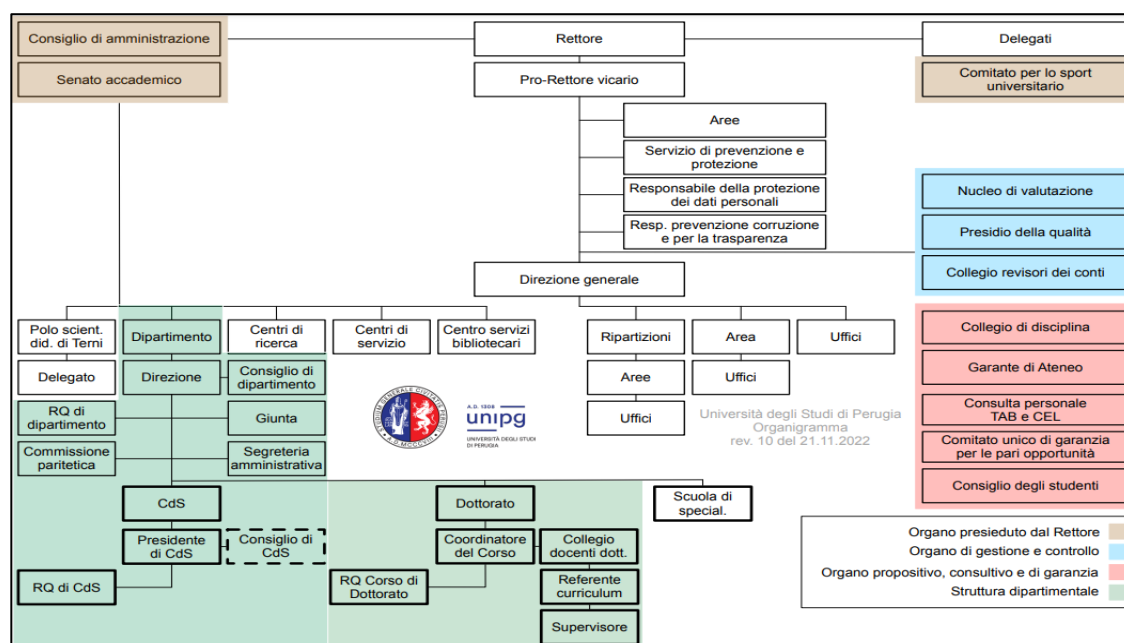 Consiglio di amministrazione
Rettore
Delegati
Senato accademico
Pro-Rettore vicario
Comitato per lo sport
universitario
Aree
Servizio di prevenzione e
protezione
Responsabile della protezione
dei dati personali
Resp. prevenzione corruzione
e per la trasparenza
Nucleo di valutazione
Presidio della qualità
Collegio revisori dei conti
Direzione generale
Polo scient.
did. di Terni
Dipartimento
Centri di
ricerca
Centri di
servizio
Centro servizi
bibliotecari
Ripartizioni
Area
Uffici
Delegato
Direzione
Consiglio di
dipartimento
Aree
Uffici
RQ di
dipartimento
Giunta
Uffici
Commissione
paritetica
Segreteria
amministrativa
A.D. 1308
unipg
UNIVERSITÀ DEGLI STUDI
DI PERUGIA
Università degli Studi di Perugia
Organigramma
rev. 10 del 21.11.2022
Collegio di disciplina
Garante di Ateneo
Consulta personale
TAB e CEL
Comitato unico di garanzia
per le pari opportunità
Consiglio degli studenti
CdS
Dottorato
Scuola di
special.
Presidente
di CdS
Consiglio di
CdS
Coordinatore
del Corso
Collegio
docenti dott.
RQ di CdS
RQ Corso di
Dottorato
Referente
curriculum
Supervisore
Organo presieduto dal Rettore
Organo di gestione e controllo
Organo propositivo, consultivo e di garanzia
Struttura dipartimentale